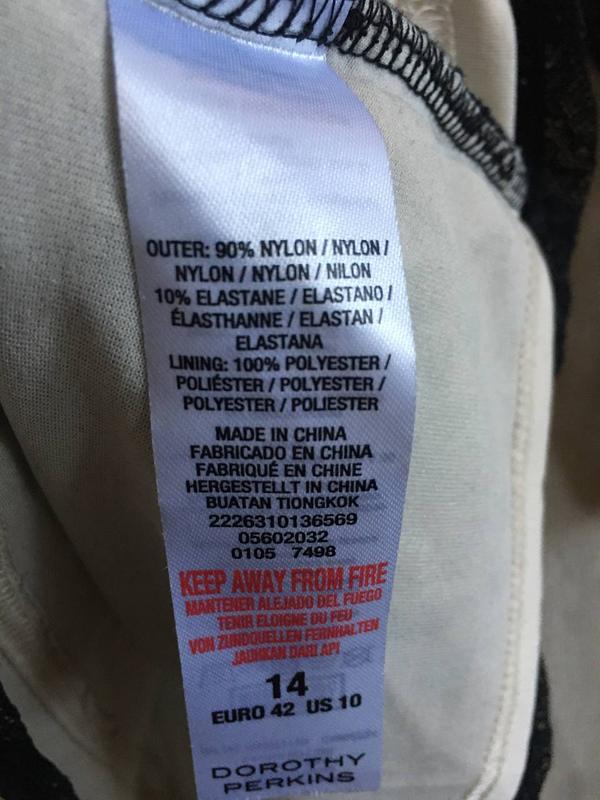 OUTER: 90% NYLON / NYLON /
NYLON / NYLON / NILON
10% ELASTANE / ELASTANO /
ÉLASTHANNE / ELASTAN /
ELASTANA
LINING: 100% POLYESTER /
POLIÉSTER / POLYESTER /
POLYESTER / POLIESTER
MADE IN CHINA
FABRICADO EN CHINA
FABRIQUÉ EN CHINE
HERGESTELLT IN CHINA
BUATAN TIONGKOK
2226310136569
05602032
0105 7498
KEEP AWAY FROM FIRE
MANTENER ALEJADO DEL FUEGO
TENIR ELOIGNE DU FEU
VON ZUNDQUELLEN FERNHALTEN
JAUHKAN DARI API
14
EURO 42 US 10
DOROTHY
PERKINS